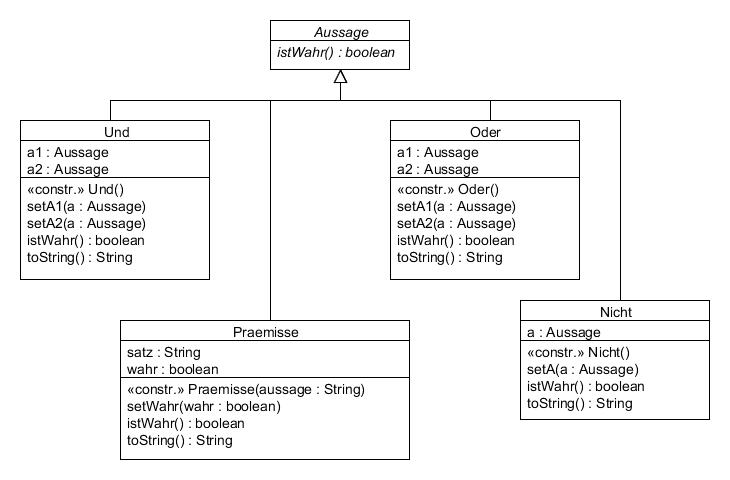 Aussage
istWahr() : boolean
Und
a1 : Aussage
a2 : Aussage
«constr.» Und()
setA1(a : Aussage)
setA2(a : Aussage)
istWahr() : boolean
toString() : String
Oder
a1 : Aussage
a2 : Aussage
«constr.» Oder()
setA1(a : Aussage)
setA2(a : Aussage)
istWahr() : boolean
toString() : String
Praemisse
satz : String
wahr : boolean
«constr.» Praemisse(aussage : String)
setWahr(wahr : boolean)
istWahr() : boolean
toString() : String
Nicht
a : Aussage
«constr.» Nicht()
setA(a : Aussage)
istWahr() : boolean
toString() : String